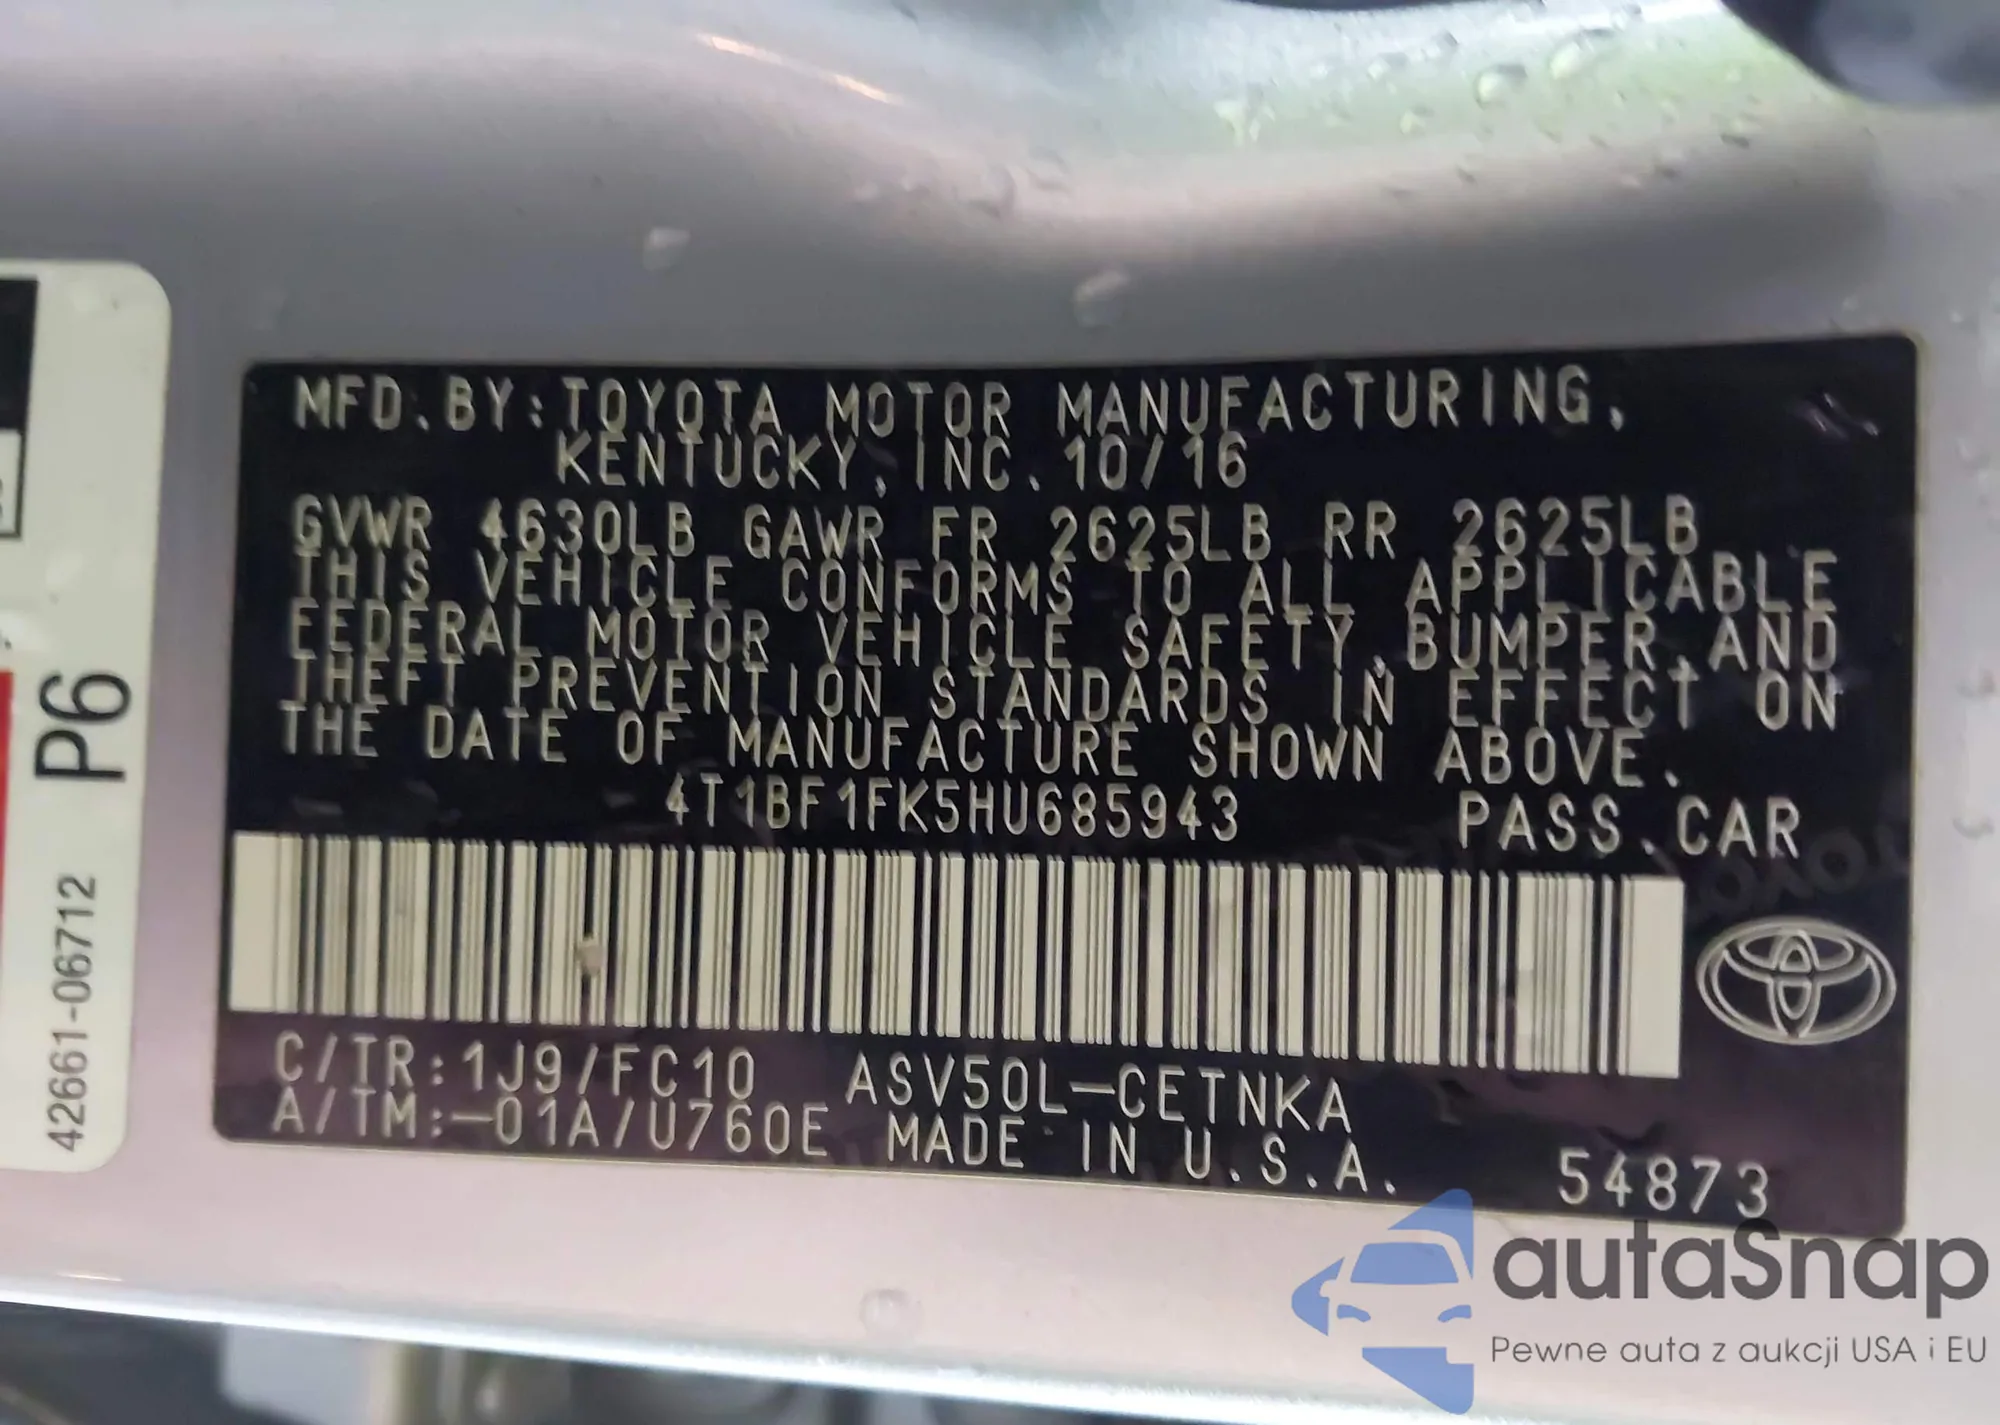 MFD.BY:TOYOTA MOTOR MANUFACTURING,
KENTUCKY,INC.10/16
GVWR 4630LB GAWR FR 2625LB RR 2625LB
THIS VEHICLE CONFORMS TO ALL APPLICABLE
FEDERAL MOTOR VEHICLE SAFETY,BUMPER,AND
THEFT PREVENTION STANDARDS IN EFFECT ON
THE DATE OF MANUFACTURE SHOWN ABOVE.
4T1BF1FK5HU685943 PASS.CAR
C/TR:1J9/FC10 ASV50L-CETNKA
A/TM:-01A/U760E MADE IN U.S.A. 54873
P6
42661-06712
autaSnap
Pewne auta z aukcji USA i EU